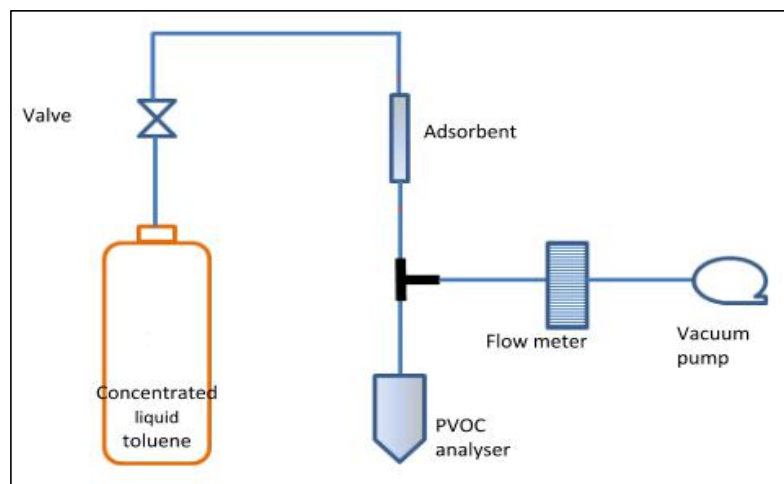 Valve
Adsorbent
Flow meter
Vacuum
pump
Concentrated
liquid
toluene
PVOC
analyser